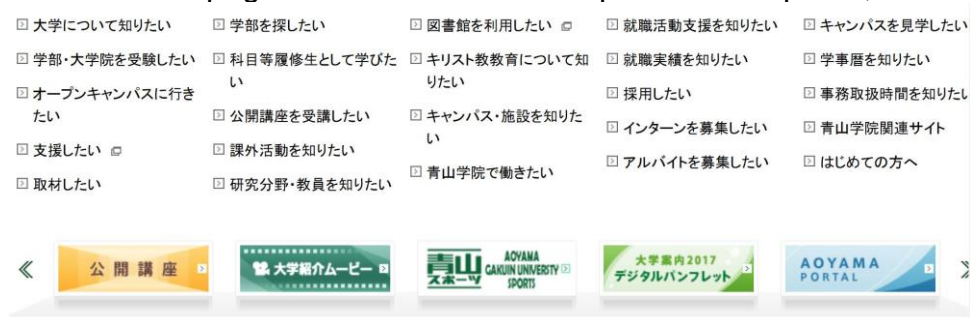 大学について知りたい
学部・大学院を受験したい
オープンキャンパスに行き
たい
支援したい
取材したい
学部を探したい
科目等履修生として学びた
い
公開講座を受講したい
課外活動を知りたい
研究分野・教員を知りたい
図書館を利用したい
キリスト教教育について知
りたい
キャンパス・施設を知りた
い
青山学院で働きたい
就職活動支援を知りたい
就職実績を知りたい
採用したい
インターンを募集したい
アルバイトを募集したい
キャンパスを見学したい
学事暦を知りたい
事務取扱時間を知りたい
青山学院関連サイト
はじめての方へ
公開講座
大学紹介ムービー
青山
スポーツ
AOYAMA
GAKUIN UNIVERSTY
SPORTS
大学案内2017
デジタルパンフレット
AOYAMA
PORTAL